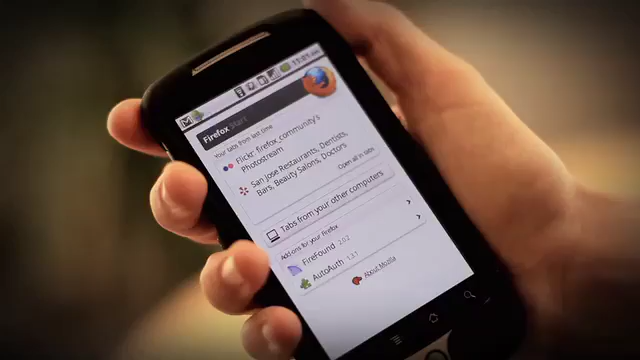 Firefox Start
Your tabs from last time
Flickr: firefox_community's
Photostream
San Jose Restaurants, Dentists,
Bars, Beauty Salons, Doctors
Open all in tabs
Tabs from your other computers
Add-ons for your Firefox
FireFound 2.0.2
AutoAuth 1.3.1
About Mozilla